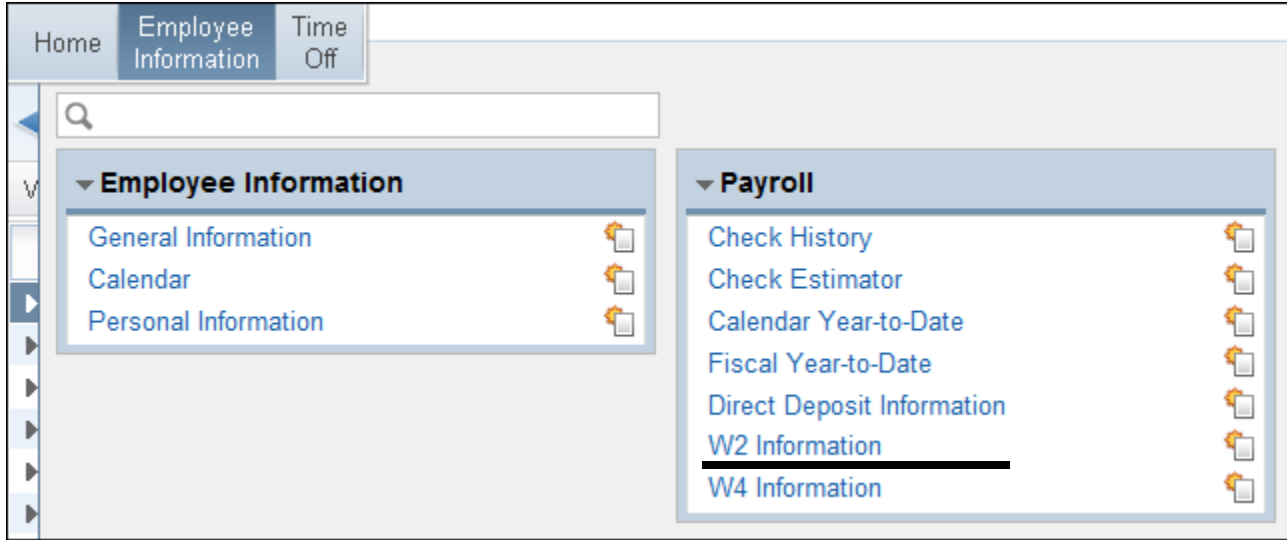 Home
Employee Information
Time Off
V
Employee Information
General Information
Calendar
Personal Information
Payroll
Check History
Check Estimator
Calendar Year-to-Date
Fiscal Year-to-Date
Direct Deposit Information
W2 Information
W4 Information